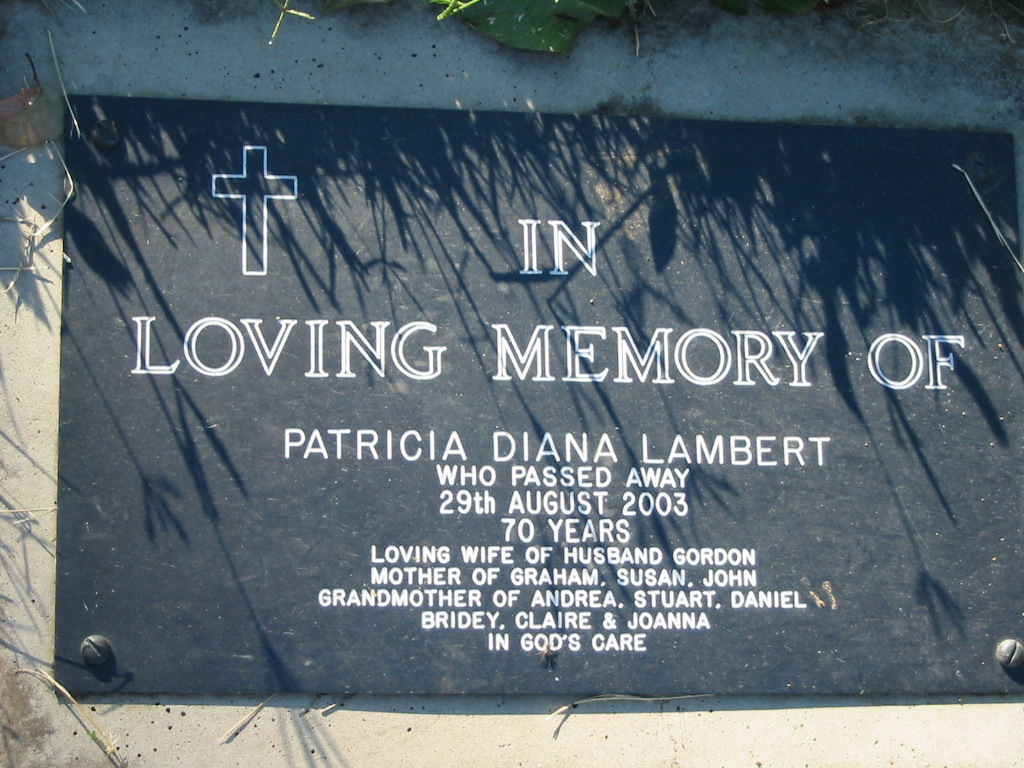 IN
LOVING MEMORY OF
PATRICIA DIANA LAMBERT
WHO PASSED AWAY
29th AUGUST 2003
70 YEARS
LOVING WIFE OF HUSBAND GORDON
MOTHER OF GRAHAM. SUSAN. JOHN
GRANDMOTHER OF ANDREA. STUART. DANIEL
BRIDEY. CLAIRE & JOANNA
IN GOD'S CARE